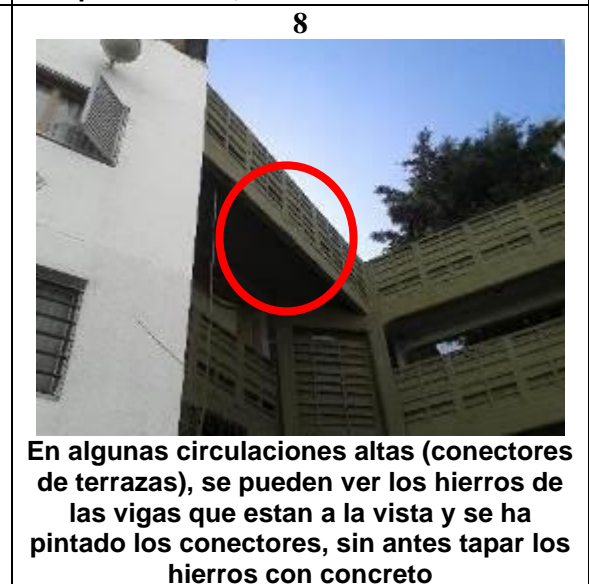 8
En algunas circulaciones altas (conectores
de terrazas), se pueden ver los hierros de
las vigas que estan a la vista y se ha
pintado los conectores, sin antes tapar los
hierros con concreto